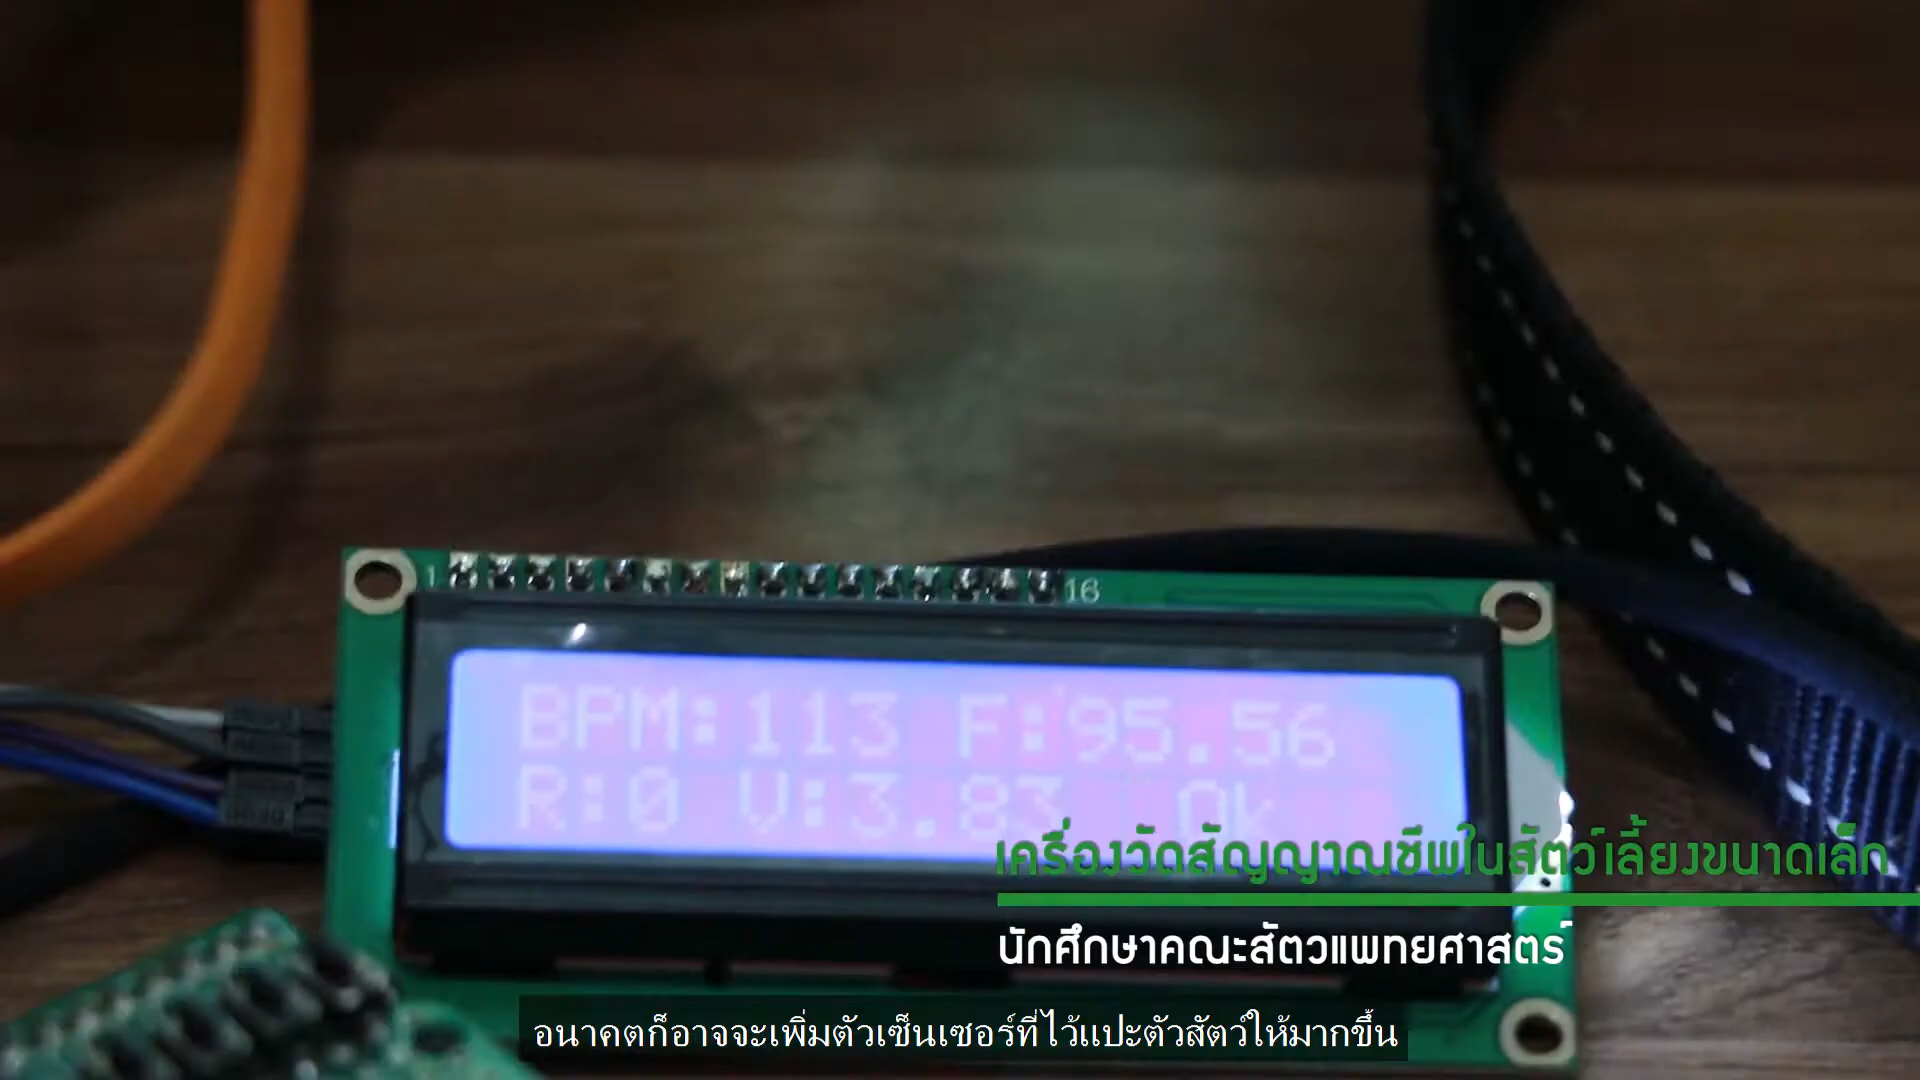 1
16
BPM:113 F:95.56
R:0 V:3.83 Ok
เครื่องวัดสัญญาณชีพในสัตว์เลี้ยงขนาดเล็ก
นักศึกษาคณะสัตวแพทยศาสตร์
อนาคตก็อาจจะเพิ่มตัวเซ็นเซอร์ที่ไว้แปะตัวสัตว์ให้มากขึ้น